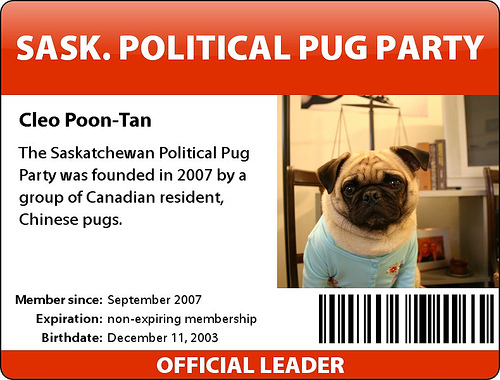 SASK. POLITICAL PUG PARTY
Cleo Poon-Tan
The Saskatchewan Political Pug
Party was founded in 2007 by a
group of Canadian resident,
Chinese pugs.
Member since: September 2007
Expiration: non-expiring membership
Birthdate: December 11, 2003
OFFICIAL LEADER